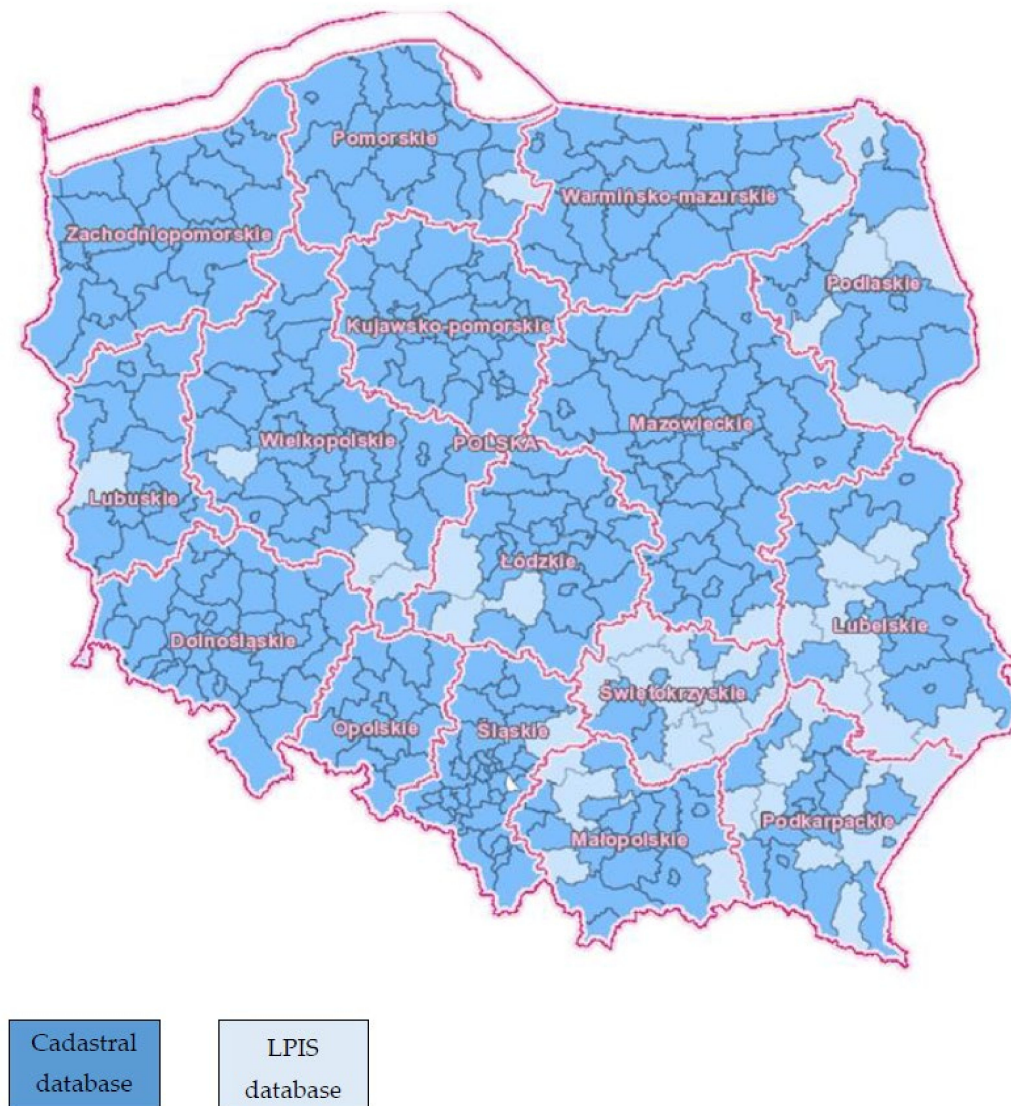 Pomorskie
Warmińsko-mazurskie
Zachodniopomorskie
Podlaskie
Kujawsko-pomorskie
Mazowieckie
Wielkopolskie
POLSKA
Lubuskie
Łódzkie
Lubelskie
Dolnośląskie
Świętokrzyskie
Opolskie
Śląskie
Podkarpackie
Małopolskie
Cadastral
database
LPIS
database